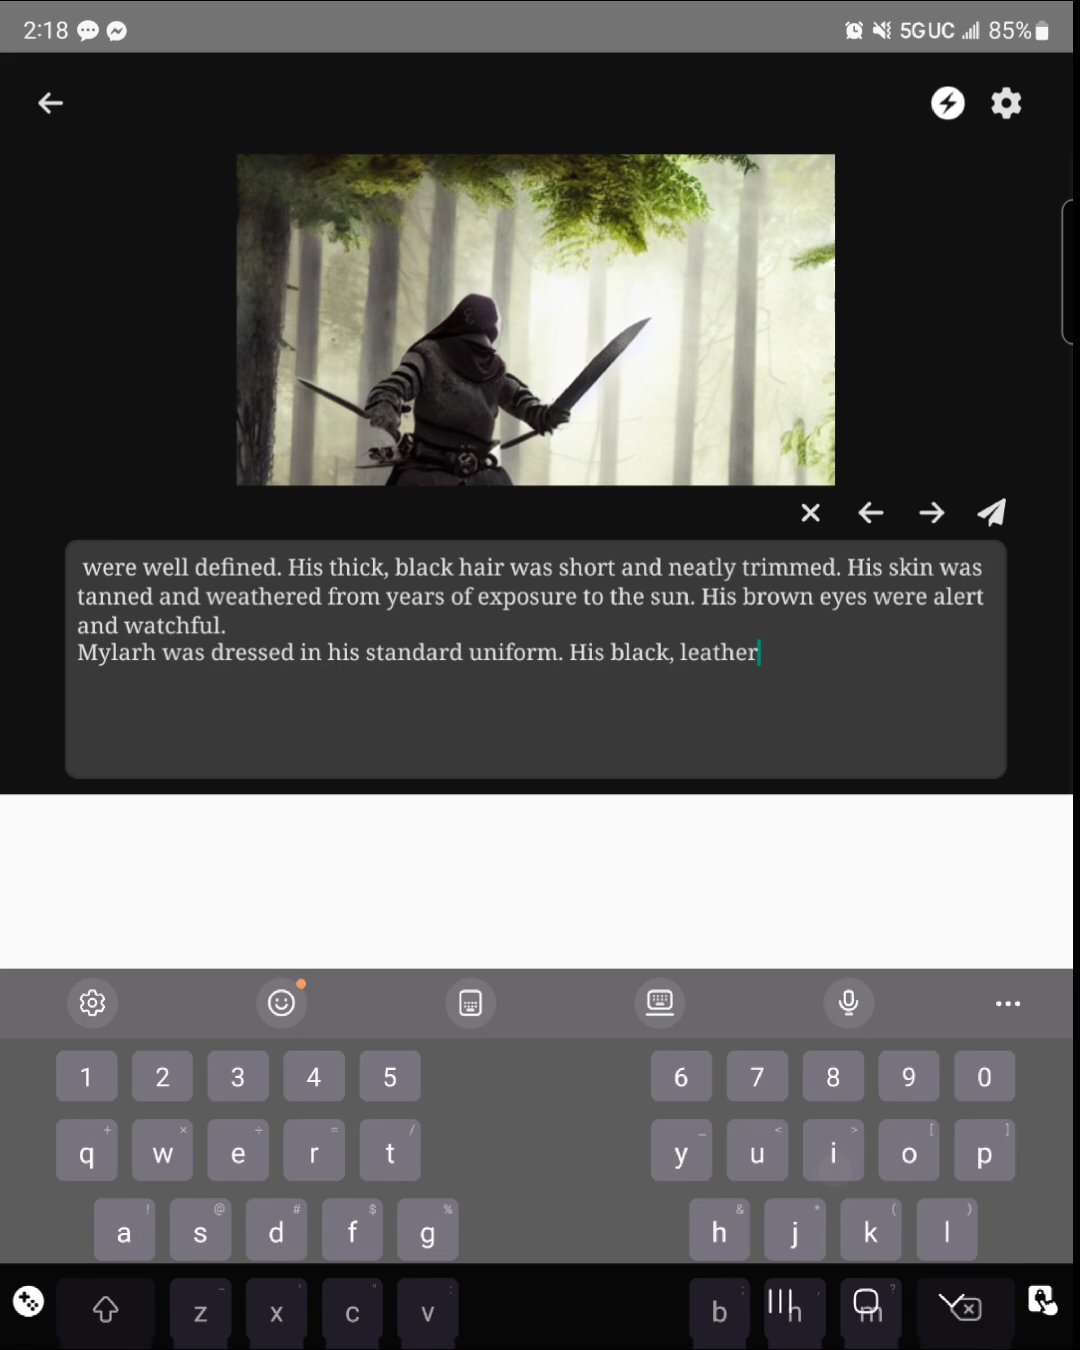 2:18 5GUC 85%
were well defined. His thick, black hair was short and neatly trimmed. His skin was
tanned and weathered from years of exposure to the sun. His brown eyes were alert
and watchful.
Mylarh was dressed in his standard uniform. His black, leather
1 2 3 4 5 6 7 8 9 0
+ × ÷ = / _ < > [ ]
q w e r t y u i o p
! @ # $ % & * ( )
a s d f g h j k l
- ' " : ; , ?
z x c v b n m